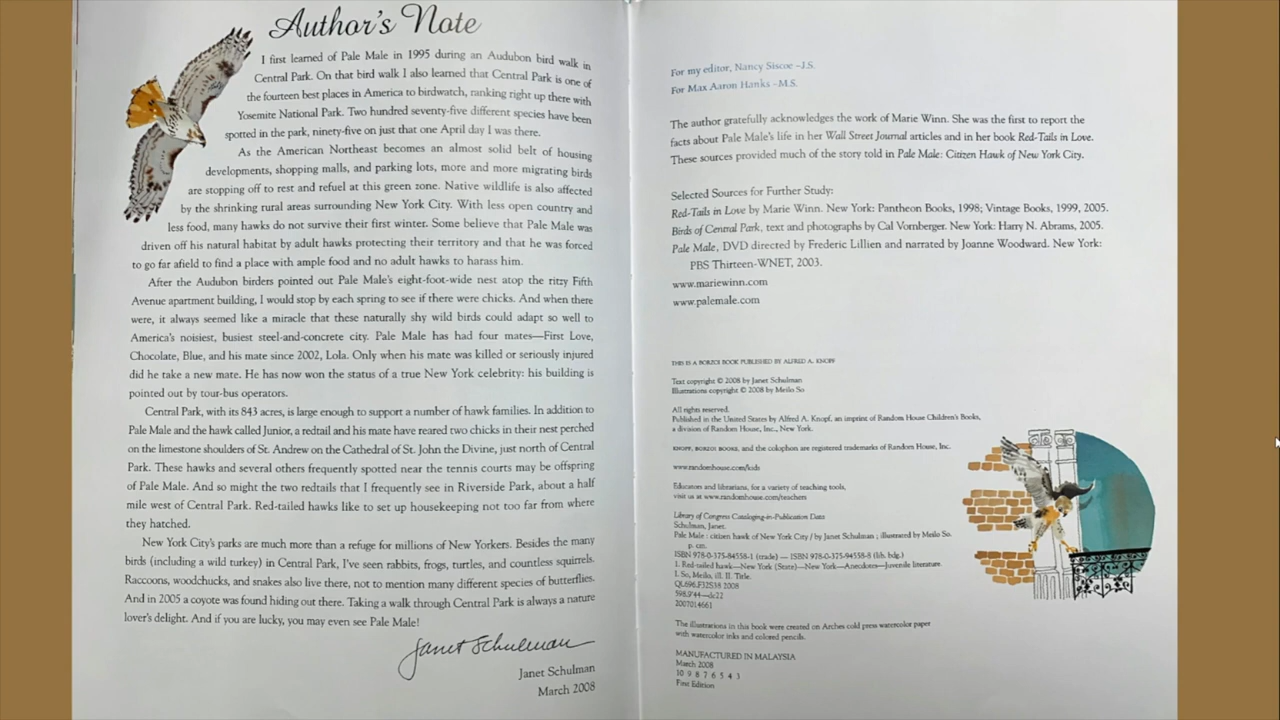 Author's Note
I first learned of Pale Male in 1995 during an Audubon bird walk in
Central Park. On that bird walk I also learned that Central Park is one of
the fourteen best places in America to birdwatch, ranking right up there with
Yosemite National Park. Two hundred seventy-five different species have been
spotted in the park, ninety-five on just that one April day I was there.
As the American Northeast becomes an almost solid belt of housing
developments, shopping malls, and parking lots, more and more migrating birds
are stopping off to rest and refuel at this green zone. Native wildlife is also affected
by the shrinking rural areas surrounding New York City. With less open country and
less food, many hawks do not survive their first winter. Some believe that Pale Male was
driven off his natural habitat by adult hawks protecting their territory and that he was forced
to go far afield to find a place with ample food and no adult hawks to harass him.
After the Audubon birders pointed out Pale Male's eight-foot-wide nest atop the ritzy Fifth
Avenue apartment building, I would stop by each spring to see if there were chicks. And when there
were, it always seemed like a miracle that these naturally shy wild birds could adapt so well to
America's noisiest, busiest steel-and-concrete city. Pale Male has had four mates—First Love,
Chocolate, Blue, and his mate since 2002, Lola. Only when his mate was killed or seriously injured
did he take a new mate. He has now won the status of a true New York celebrity: his building is
pointed out by tour-bus operators.
Central Park, with its 843 acres, is large enough to support a number of hawk families. In addition to
Pale Male and the hawk called Junior, a redtail and his mate have reared two chicks in their nest perched
on the limestone shoulders of St. Andrew on the Cathedral of St. John the Divine, just north of Central
Park. These hawks and several others frequently spotted near the tennis courts may be offspring
of Pale Male. And so might the two redtails that I frequently see in Riverside Park, about a half
mile west of Central Park. Red-tailed hawks like to set up housekeeping not too far from where
they hatched.
New York City's parks are much more than a refuge for millions of New Yorkers. Besides the many
birds (including a wild turkey) in Central Park, I've seen rabbits, frogs, turtles, and countless squirrels.
Raccoons, woodchucks, and snakes also live there, not to mention many different species of butterflies.
And in 2005 a coyote was found hiding out there. Taking a walk through Central Park is always a nature
lover's delight. And if you are lucky, you may even see Pale Male!
Janet Schulman
Janet Schulman
March 2008
For my editor, Nancy Siscoe –J.S.
For Max Aaron Hanks –M.S.
The author gratefully acknowledges the work of Marie Winn. She was the first to report the
facts about Pale Male's life in her Wall Street Journal articles and in her book Red-Tails in Love.
These sources provided much of the story told in Pale Male: Citizen Hawk of New York City.
Selected Sources for Further Study:
Red-Tails in Love by Marie Winn. New York: Pantheon Books, 1998; Vintage Books, 1999, 2005.
Birds of Central Park, text and photographs by Cal Vornberger. New York: Harry N. Abrams, 2005.
Pale Male, DVD directed by Frederic Lillien and narrated by Joanne Woodward. New York:
PBS Thirteen-WNET, 2003.
www.mariewinn.com
www.palemale.com
THIS IS A BORZOI BOOK PUBLISHED BY ALFRED A. KNOPF
Text copyright © 2008 by Janet Schulman
Illustrations copyright © 2008 by Meilo So
All rights reserved.
Published in the United States by Alfred A. Knopf, an imprint of Random House Children's Books,
a division of Random House, Inc., New York.
KNOPF, BORZOI BOOKS, and the colophon are registered trademarks of Random House, Inc.
www.randomhouse.com/kids
Educators and librarians, for a variety of teaching tools,
visit us at www.randomhouse.com/teachers
Library of Congress Cataloging-in-Publication Data
Schulman, Janet.
Pale Male : citizen hawk of New York City / by Janet Schulman ; illustrated by Meilo So.
p. cm.
ISBN 978-0-375-84558-1 (trade) — ISBN 978-0-375-94558-8 (lib. bdg.)
1. Red-tailed hawk—New York (State)—New York—Anecdotes—Juvenile literature.
I. So, Meilo, ill. II. Title.
QL696.F32S38 2008
598.9'44—dc22
2007014661
The illustrations in this book were created on Arches cold press watercolor paper
with watercolor inks and colored pencils.
MANUFACTURED IN MALAYSIA
March 2008
10 9 8 7 6 5 4 3
First Edition